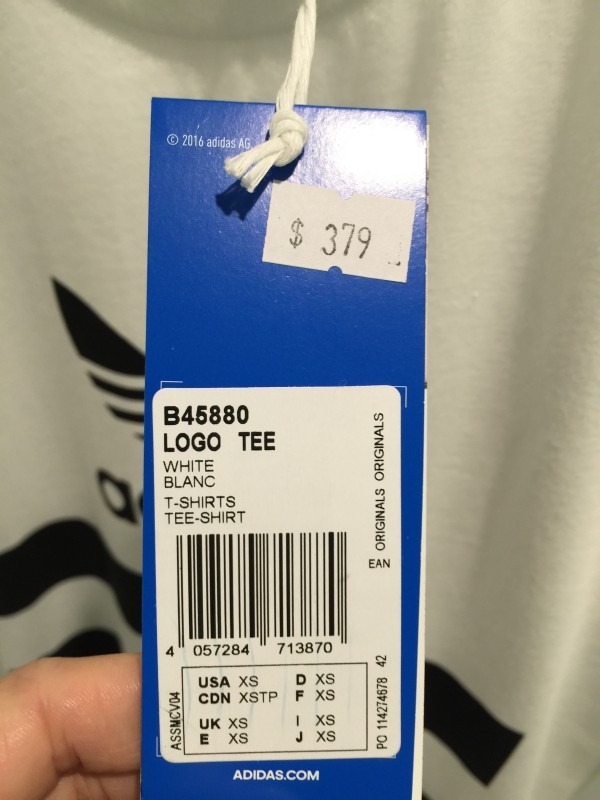 © 2016 adidas AG
$ 379
B45880
LOGO TEE
WHITE
BLANC
T-SHIRTS
TEE-SHIRT
EAN ORIGINALS ORIGINALS
4 057284 713870
ASSMCV04
USA XS D XS
CDN XSTP F XS
UK XS I XS
E XS J XS
PO 114274678 42
ADIDAS.COM